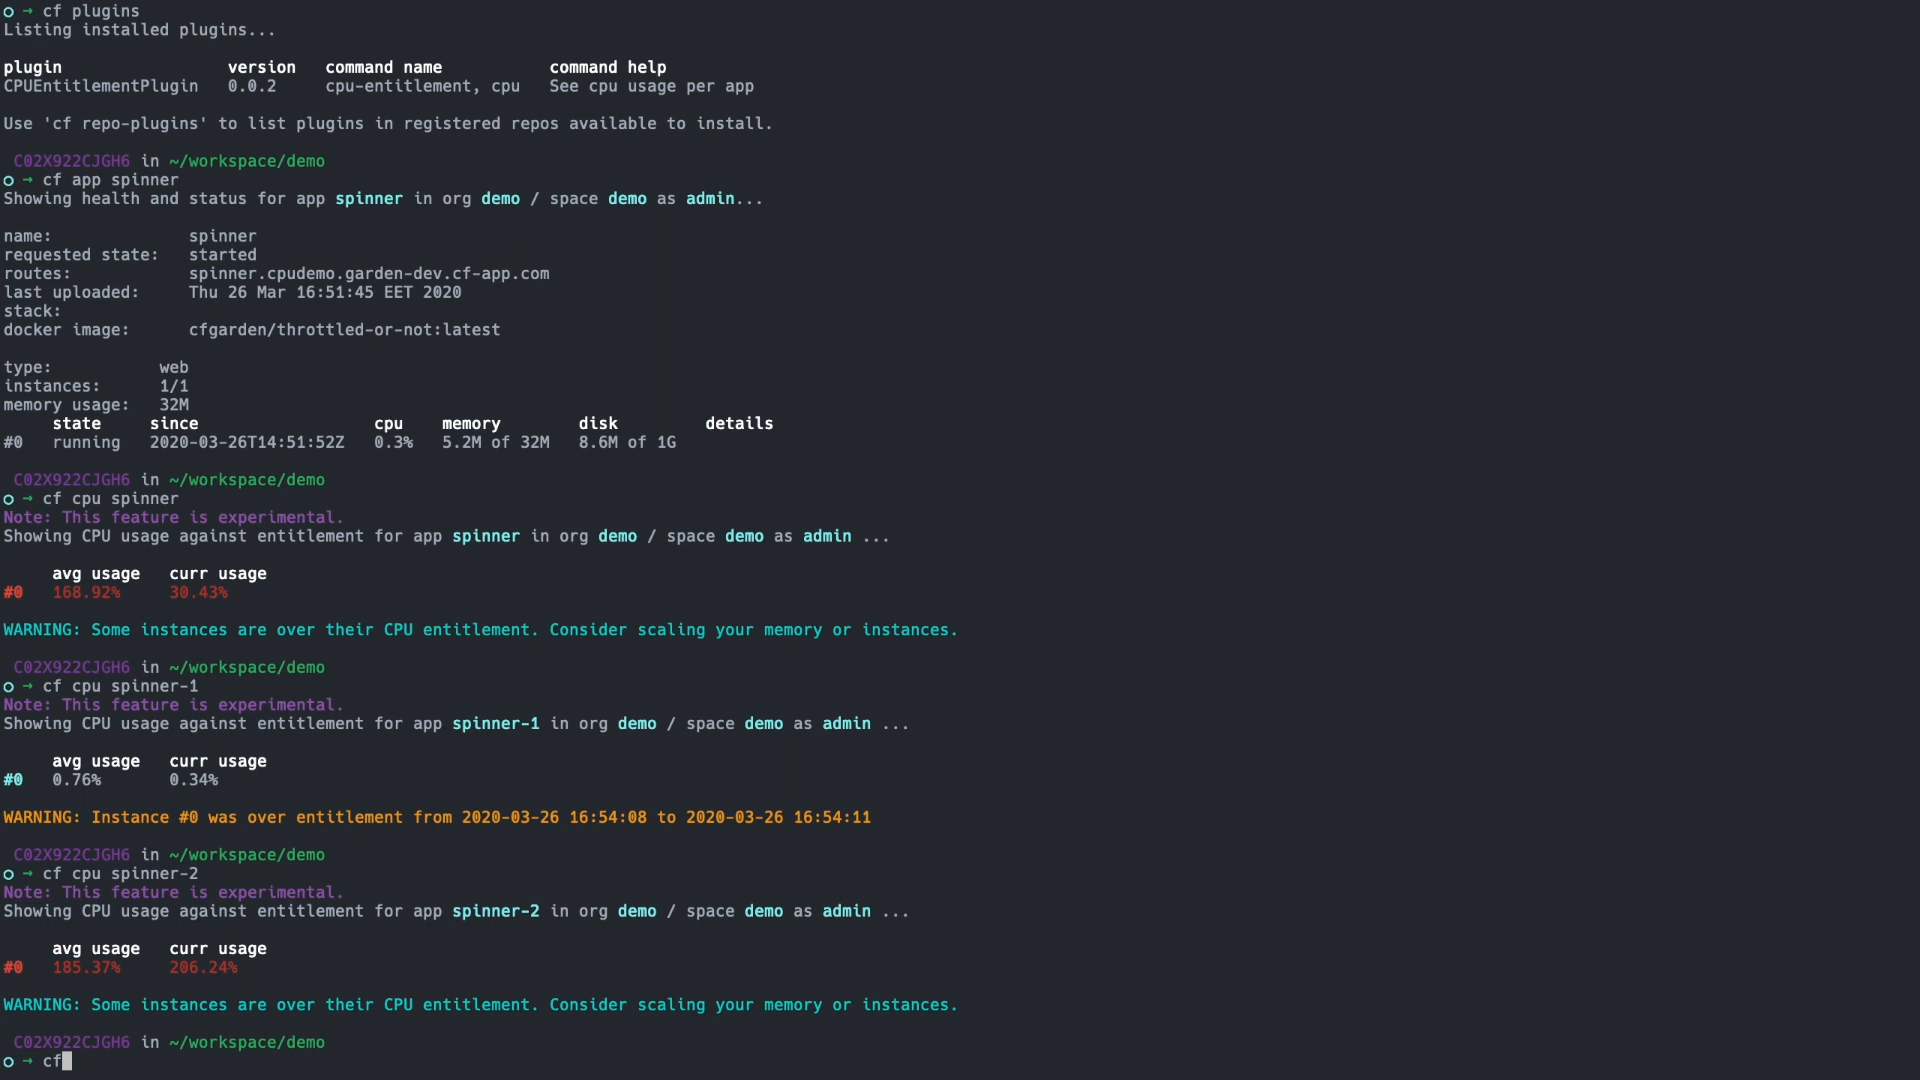 ○ → cf plugins
Listing installed plugins...
plugin version command name command help
CPUEntitlementPlugin 0.0.2 cpu-entitlement, cpu See cpu usage per app
Use 'cf repo-plugins' to list plugins in registered repos available to install.
C02X922CJGH6 in ~/workspace/demo
○ → cf app spinner
Showing health and status for app spinner in org demo / space demo as admin...
name: spinner
requested state: started
routes: spinner.cpudemo.garden-dev.cf-app.com
last uploaded: Thu 26 Mar 16:51:45 EET 2020
stack:
docker image: cfgarden/throttled-or-not:latest
type: web
instances: 1/1
memory usage: 32M
state since cpu memory disk details
#0 running 2020-03-26T14:51:52Z 0.3% 5.2M of 32M 8.6M of 1G
C02X922CJGH6 in ~/workspace/demo
○ → cf cpu spinner
Note: This feature is experimental.
Showing CPU usage against entitlement for app spinner in org demo / space demo as admin ...
avg usage curr usage
#0 168.92% 30.43%
WARNING: Some instances are over their CPU entitlement. Consider scaling your memory or instances.
C02X922CJGH6 in ~/workspace/demo
○ → cf cpu spinner-1
Note: This feature is experimental.
Showing CPU usage against entitlement for app spinner-1 in org demo / space demo as admin ...
avg usage curr usage
#0 0.76% 0.34%
WARNING: Instance #0 was over entitlement from 2020-03-26 16:54:08 to 2020-03-26 16:54:11
C02X922CJGH6 in ~/workspace/demo
○ → cf cpu spinner-2
Note: This feature is experimental.
Showing CPU usage against entitlement for app spinner-2 in org demo / space demo as admin ...
avg usage curr usage
#0 185.37% 206.24%
WARNING: Some instances are over their CPU entitlement. Consider scaling your memory or instances.
C02X922CJGH6 in ~/workspace/demo
○ → cf